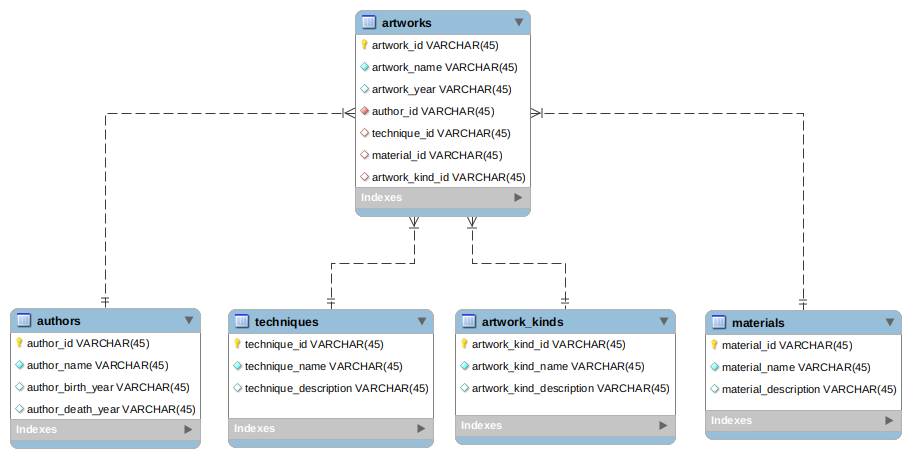 artworks
artwork_id VARCHAR(45)
artwork_name VARCHAR(45)
artwork_year VARCHAR(45)
author_id VARCHAR(45)
technique_id VARCHAR(45)
material_id VARCHAR(45)
artwork_kind_id VARCHAR(45)
Indexes
authors
author_id VARCHAR(45)
author_name VARCHAR(45)
author_birth_year VARCHAR(45)
author_death_year VARCHAR(45)
Indexes
techniques
technique_id VARCHAR(45)
technique_name VARCHAR(45)
technique_description VARCHAR(45)
Indexes
artwork_kinds
artwork_kind_id VARCHAR(45)
artwork_kind_name VARCHAR(45)
artwork_kind_description VARCHAR(45)
Indexes
materials
material_id VARCHAR(45)
material_name VARCHAR(45)
material_description VARCHAR(45)
Indexes